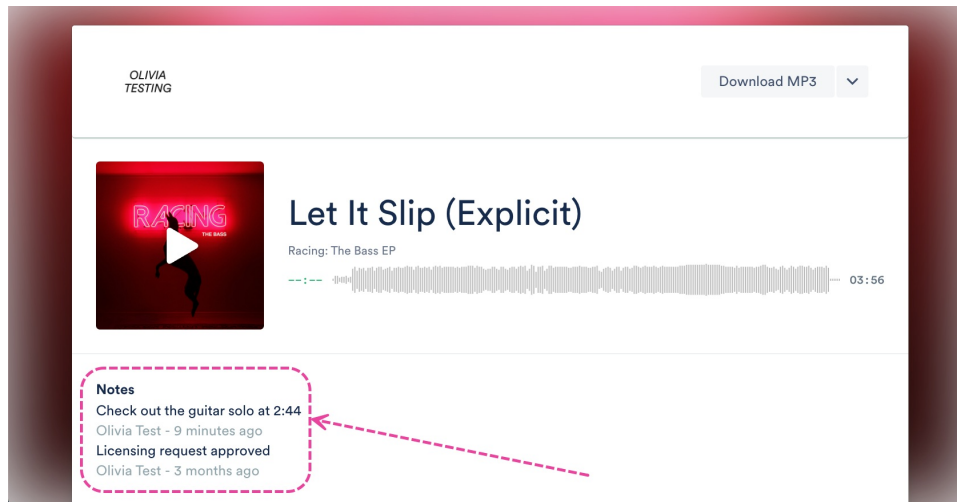 OLIVIA
TESTING
Download MP3
RACING
THE BASS
Let It Slip (Explicit)
Racing: The Bass EP
--:--
03:56
Notes
Check out the guitar solo at 2:44
Olivia Test - 9 minutes ago
Licensing request approved
Olivia Test - 3 months ago